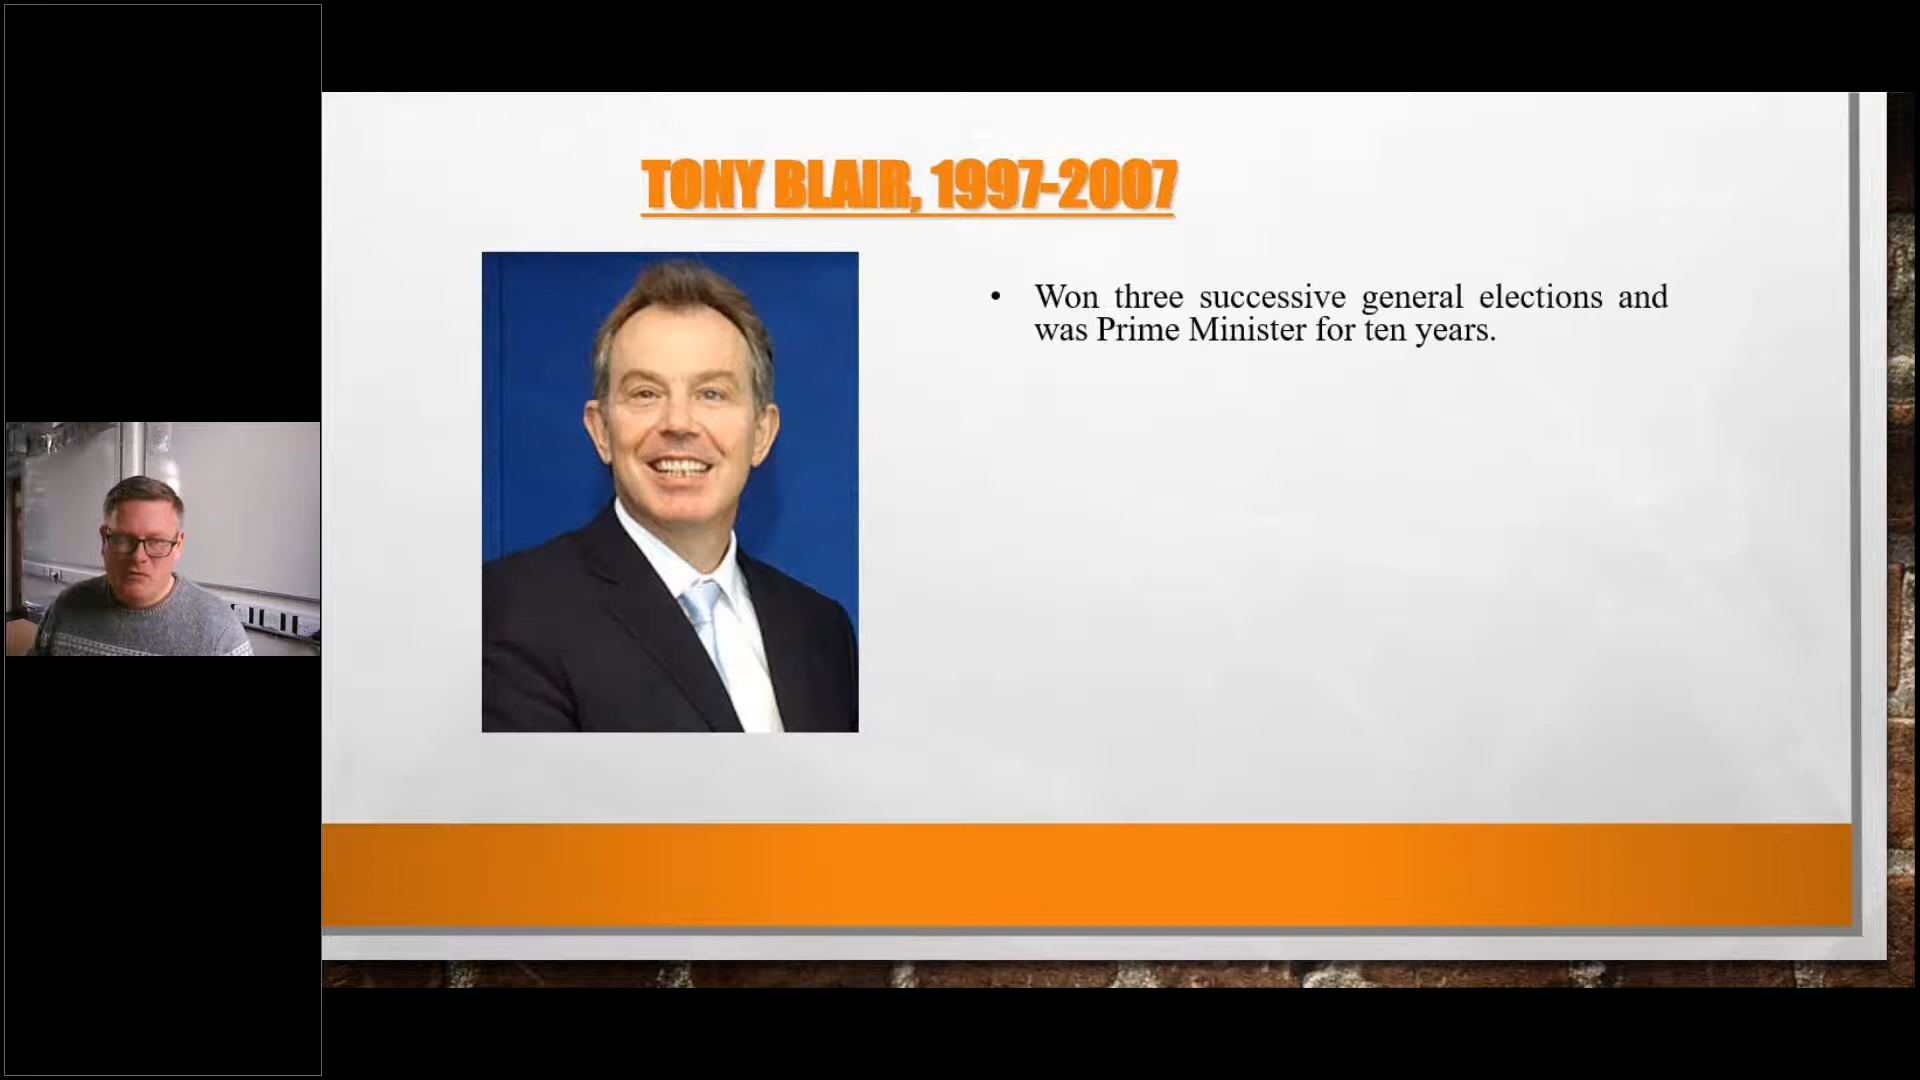 TONY BLAIR, 1997-2007
• Won three successive general elections and
was Prime Minister for ten years.